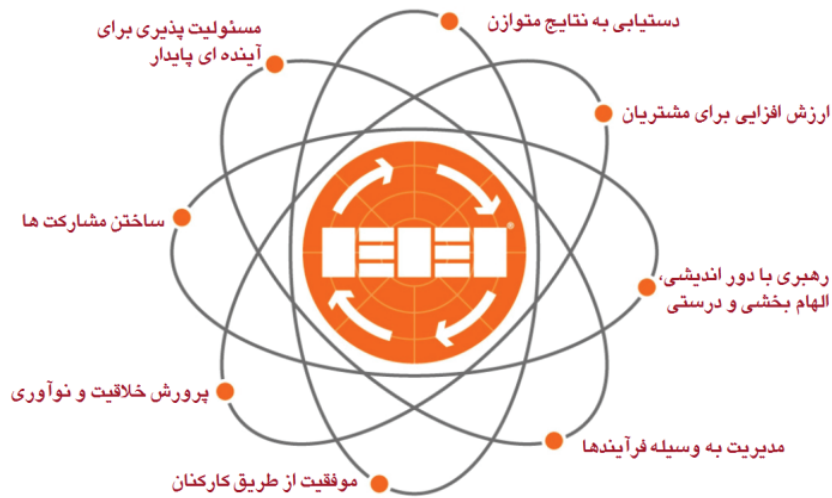 دستیابی به نتایج متوازن
ارزش افزایی برای مشتریان
رهبری با دور اندیشی،
الهام بخشی و درستی
مدیریت به وسیله فرآیندها
موفقیت از طریق کارکنان
پرورش خلاقیت و نوآوری
ساختن مشارکت ها
مسئولیت پذیری برای
آینده ای پایدار
®